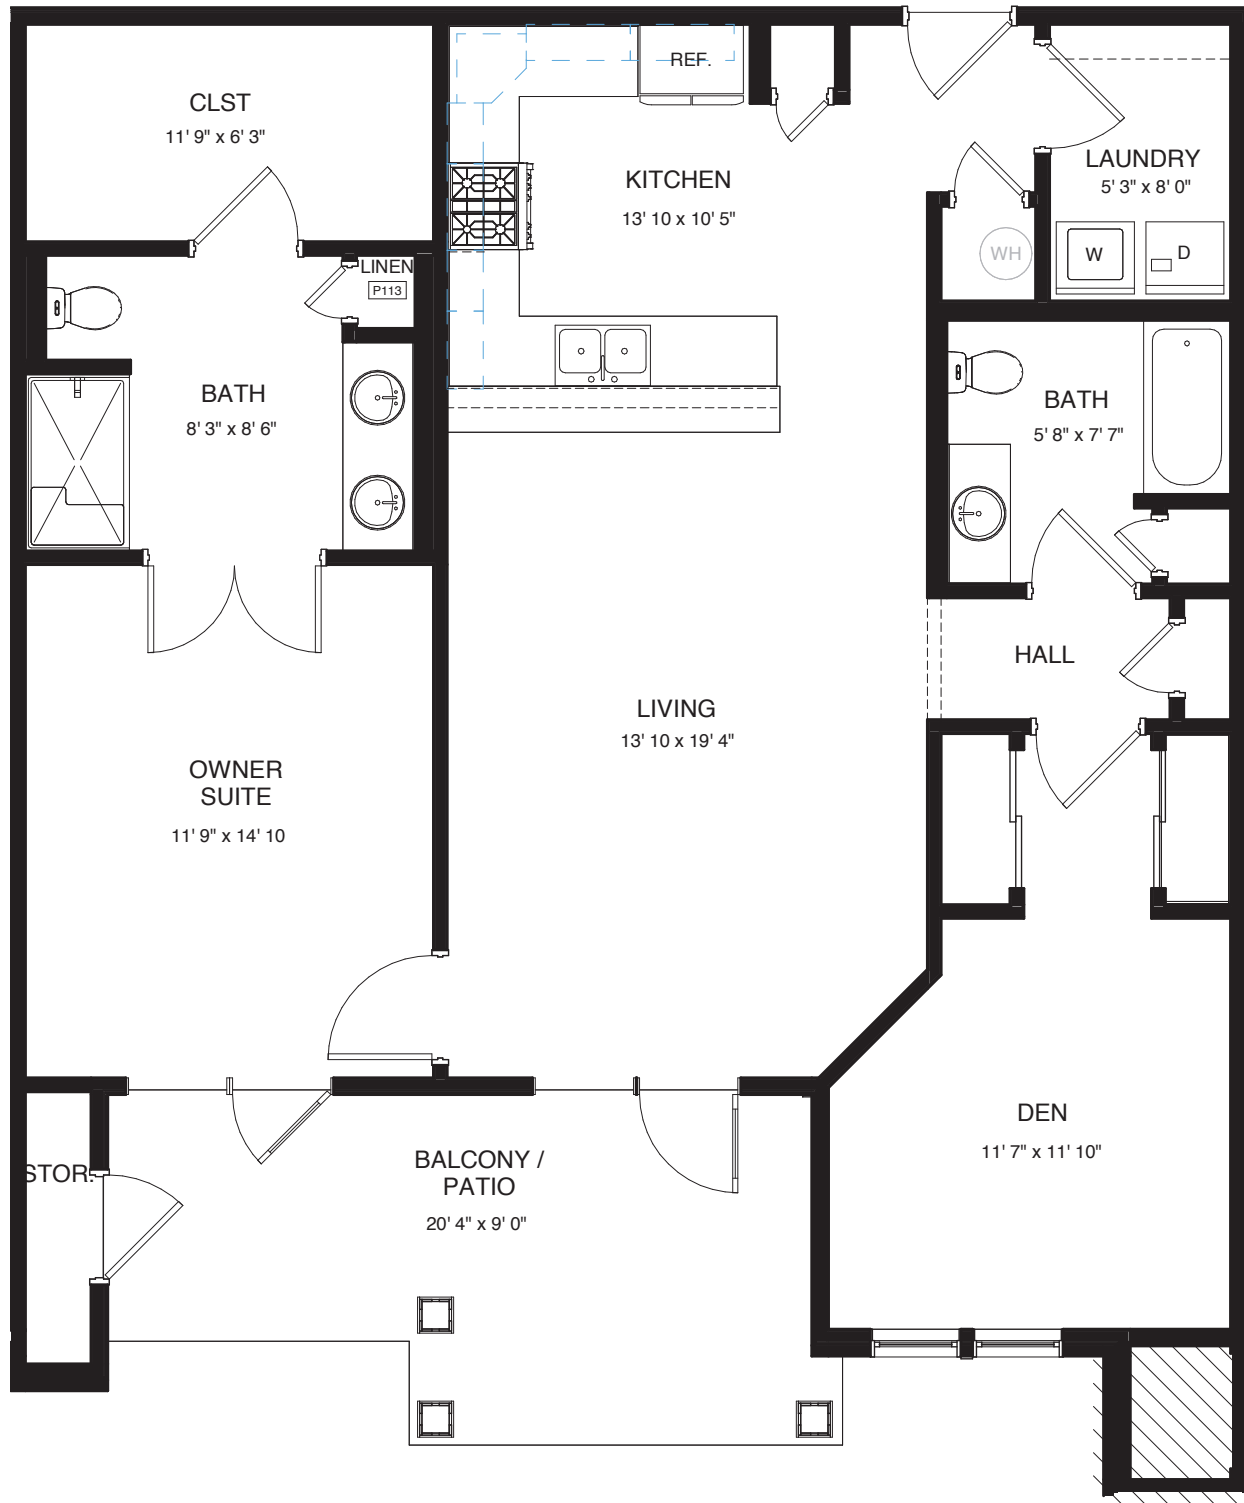 CLST
11' 9" x 6' 3"
REF.
KITCHEN
13' 10 x 10' 5"
LAUNDRY
5' 3" x 8' 0"
WH
W
D
LINEN
P113
BATH
8' 3" x 8' 6"
BATH
5' 8" x 7' 7"
HALL
LIVING
13' 10 x 19' 4"
OWNER
SUITE
11' 9" x 14' 10
DEN
11' 7" x 11' 10"
STOR.
BALCONY /
PATIO
20' 4" x 9' 0"